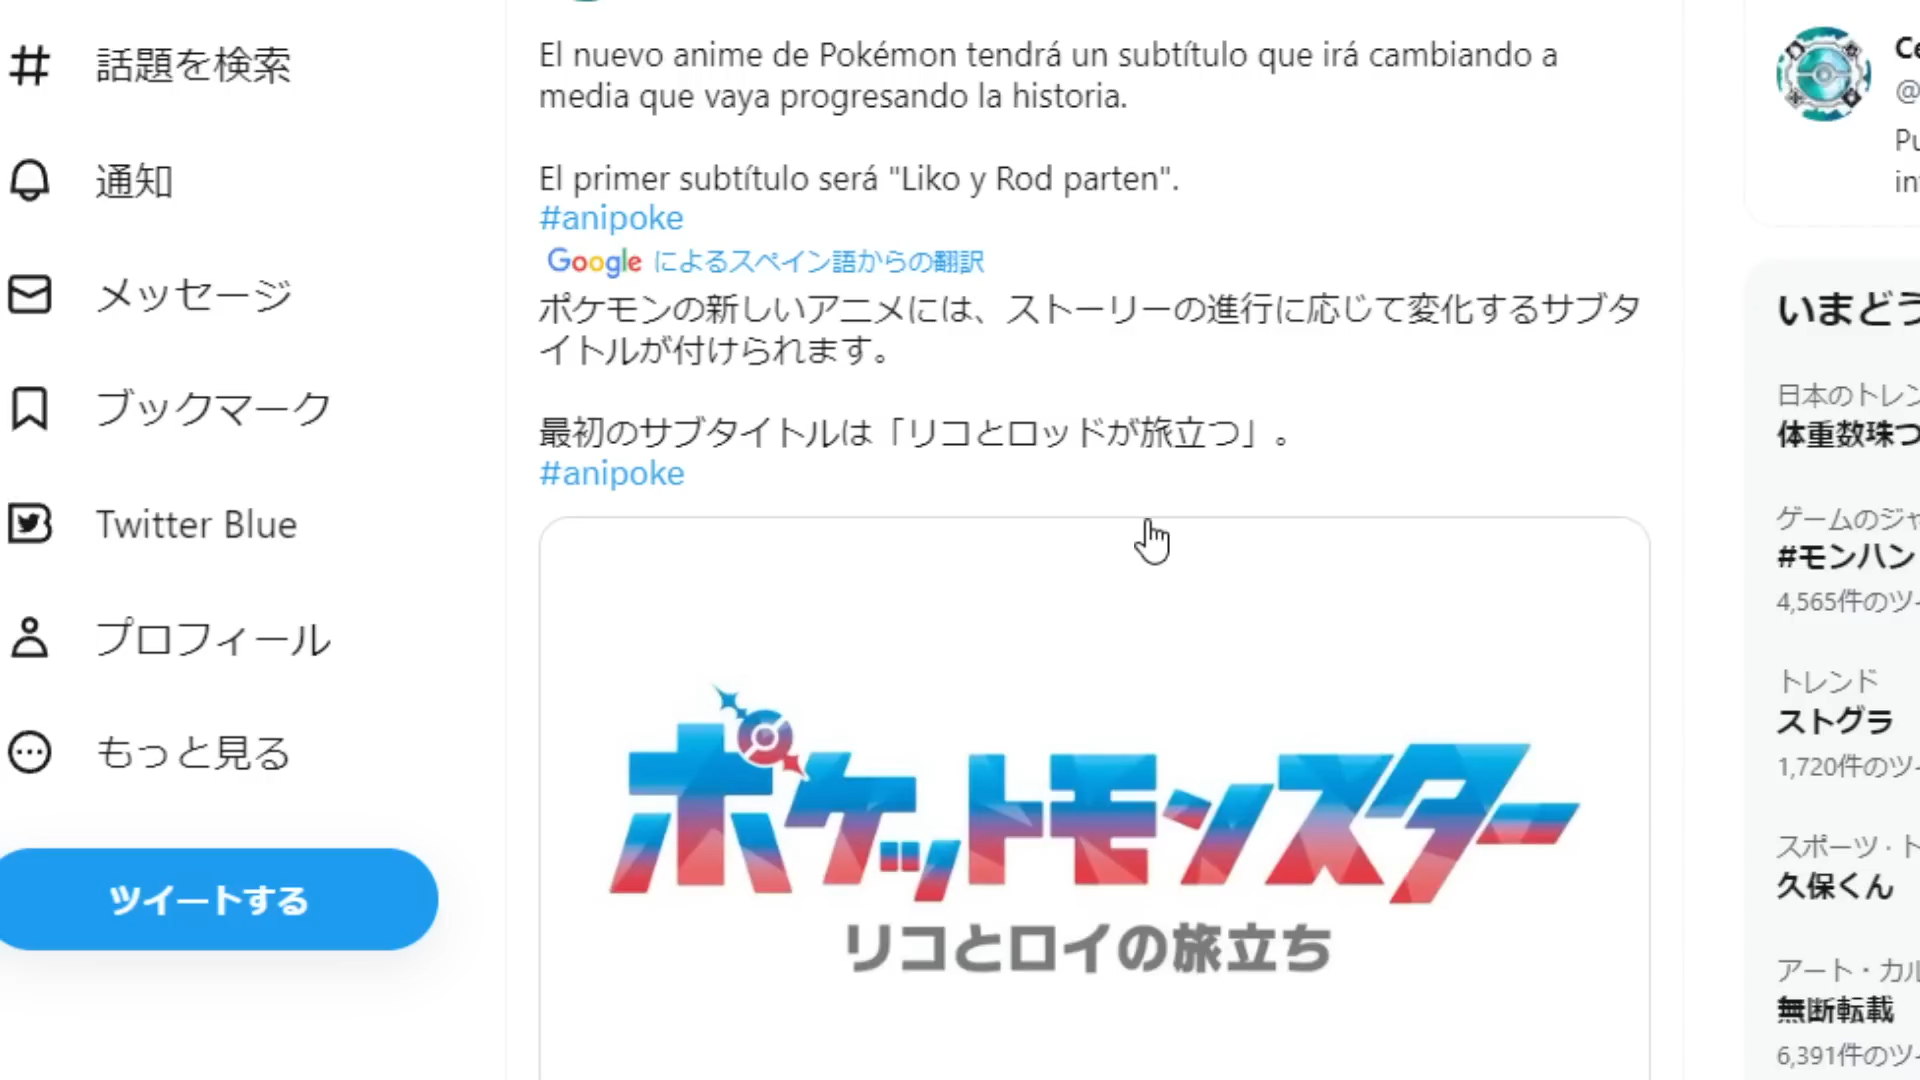 話題を検索
通知
メッセージ
ブックマーク
Twitter Blue
プロフィール
もっと見る
ツイートする
El nuevo anime de Pokémon tendrá un subtítulo que irá cambiando a
media que vaya progresando la historia.
El primer subtítulo será "Liko y Rod parten".
#anipoke
Google によるスペイン語からの翻訳
ポケモンの新しいアニメには、ストーリーの進行に応じて変化するサブタ
イトルが付けられます。
最初のサブタイトルは「リコとロッドが旅立つ」。
#anipoke
ポケットモンスター
リコとロイの旅立ち
Ce
@
Pu
in
いまどう
日本のトレン
体重数珠つ
ゲームのジャ
#モンハン
4,565件のツイ
トレンド
ストグラ
1,720件のツイ
スポーツ · ト
久保くん
アート・カル
無断転載
6,391件のツイ